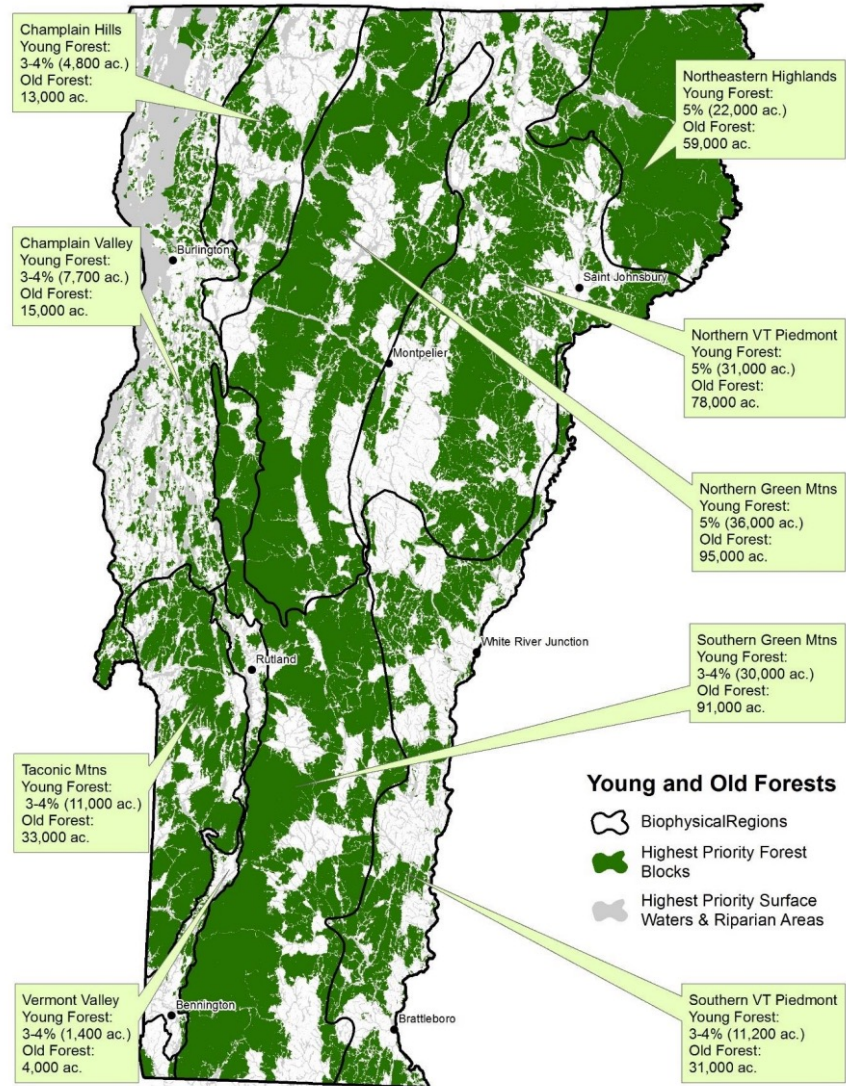 Champlain Hills
Young Forest:
3-4% (4,800 ac.)
Old Forest:
13,000 ac.
Northeastern Highlands
Young Forest:
5% (22,000 ac.)
Old Forest:
59,000 ac.
Champlain Valley
Young Forest:
3-4% (7,700 ac.)
Old Forest:
15,000 ac.
Burlington
Saint Johnsbury
Montpelier
Northern VT Piedmont
Young Forest:
5% (31,000 ac.)
Old Forest:
78,000 ac.
Northern Green Mtns
Young Forest:
5% (36,000 ac.)
Old Forest:
95,000 ac.
White River Junction
Rutland
Southern Green Mtns
Young Forest:
3-4% (30,000 ac.)
Old Forest:
91,000 ac.
Taconic Mtns
Young Forest:
3-4% (11,000 ac.)
Old Forest:
33,000 ac.
Young and Old Forests
BiophysicalRegions
Highest Priority Forest
Blocks
Highest Priority Surface
Waters & Riparian Areas
Vermont Valley
Young Forest:
3-4% (1,400 ac.)
Old Forest:
4,000 ac.
Bennington
Brattleboro
Southern VT Piedmont
Young Forest:
3-4% (11,200 ac.)
Old Forest:
31,000 ac.